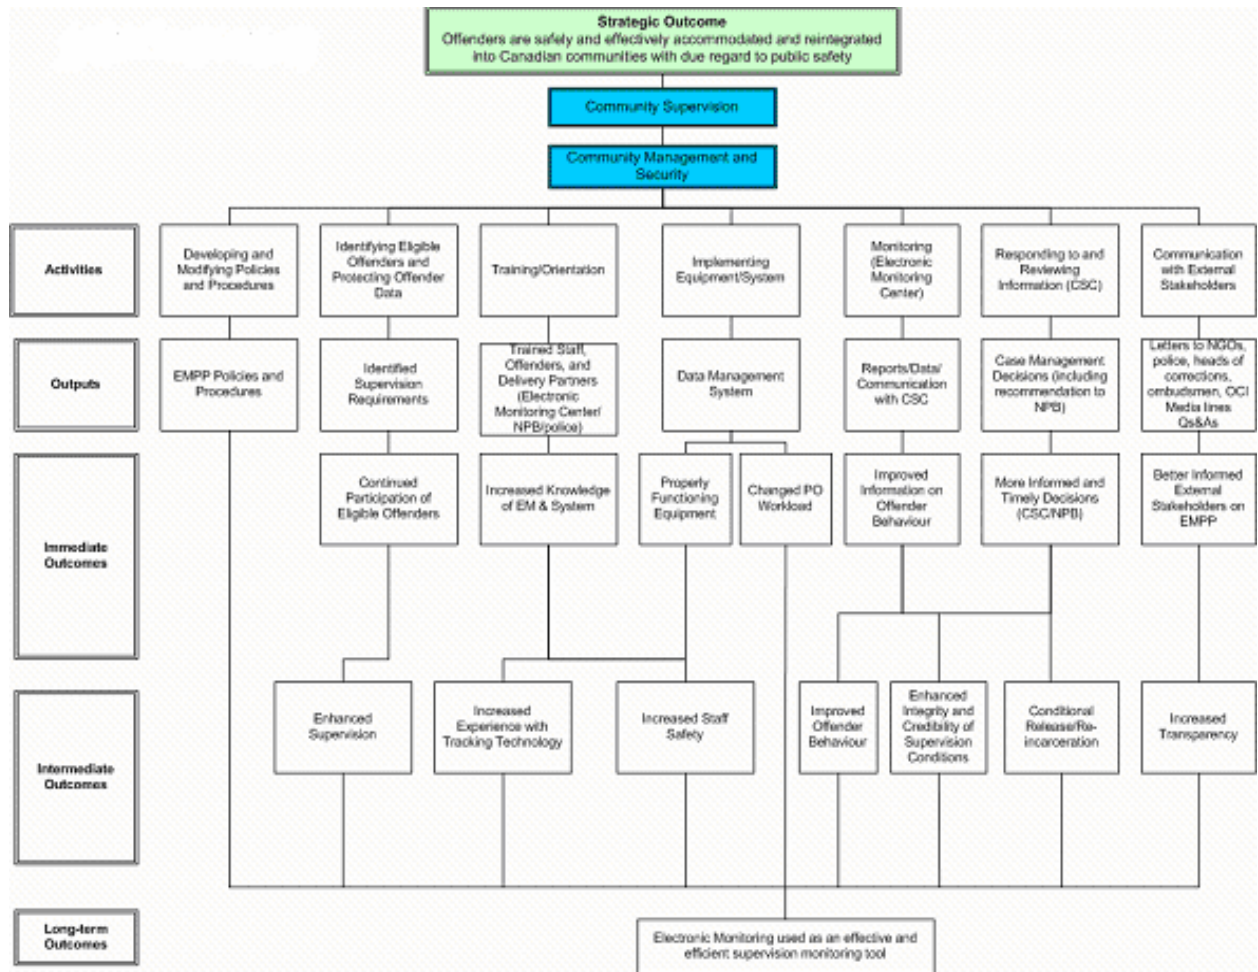 Strategic Outcome
Offenders are safely and effectively accommodated and reintegrated
into Canadian communities with due regard to public safety
Community Supervision
Community Management and
Security
Activities
Developing and
Modifying Policies
and Procedures
Identifying Eligible
Offenders and
Protecting Offender
Data
Training/Orientation
Implementing
Equipment/System
Monitoring
(Electronic
Monitoring
Center)
Responding to and
Reviewing
Information (CSC)
Communication
with External
Stakeholders
Outputs
EMPP Policies and
Procedures
Identified
Supervision
Requirements
Trained Staff,
Offenders, and
Delivery Partners
(Electronic
Monitoring Center/
NPB/police)
Data Management
System
Reports/Data/
Communication
with CSC
Case Management
Decisions (including
recommendation to
NPB)
Letters to NGOs,
police, heads of
corrections,
ombudsmen, OCI
Media lines
Qs&As
Immediate
Outcomes
Continued
Participation of
Eligible Offenders
Increased Knowledge
of EM & System
Properly
Functioning
Equipment
Changed PO
Workload
Improved
Information on
Offender
Behaviour
More Informed and
Timely Decisions
(CSC/NPB)
Better Informed
External
Stakeholders on
EMPP
Intermediate
Outcomes
Enhanced
Supervision
Increased
Experience with
Tracking Technology
Increased Staff
Safety
Improved
Offender
Behaviour
Enhanced
Integrity and
Credibility of
Supervision
Conditions
Conditional
Release/Re-
incarceration
Increased
Transparency
Long-term
Outcomes
Electronic Monitoring used as an effective and
efficient supervision monitoring tool